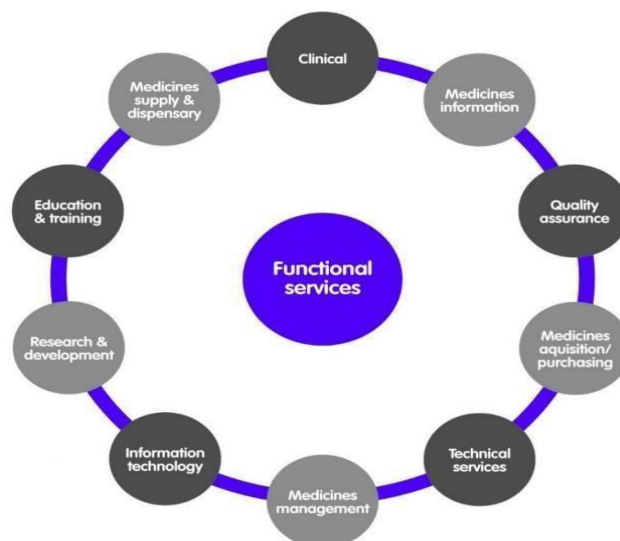 Clinical
Medicines
information
Quality
assurance
Medicines
aquisition/
purchasing
Technical
services
Medicines
management
Information
technology
Research &
development
Education
& training
Medicines
supply &
dispensary
Functional
services